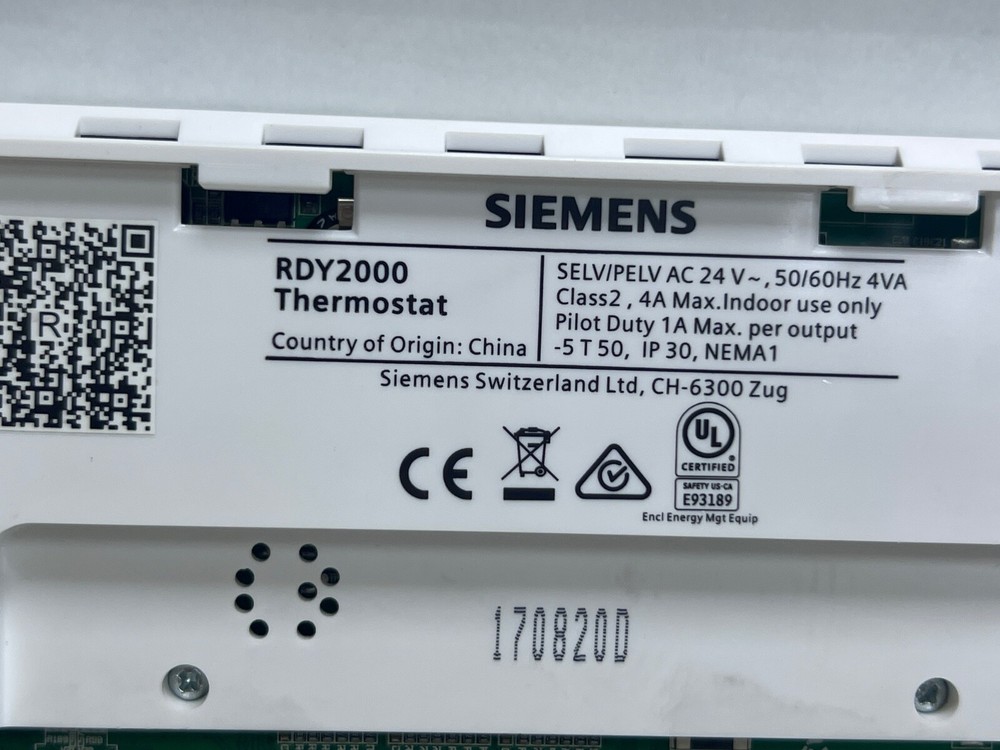 SIEMENS
RDY2000
Thermostat
Country of Origin: China
SELV/PELV AC 24 V~, 50/60Hz 4VA
Class2 , 4A Max.Indoor use only
Pilot Duty 1A Max. per output
-5 T 50, IP 30, NEMA1
Siemens Switzerland Ltd, CH-6300 Zug
R
CE
UL
CERTIFIED
SAFETY US-CA
E93189
Encl Energy Mgt Equip
170820D